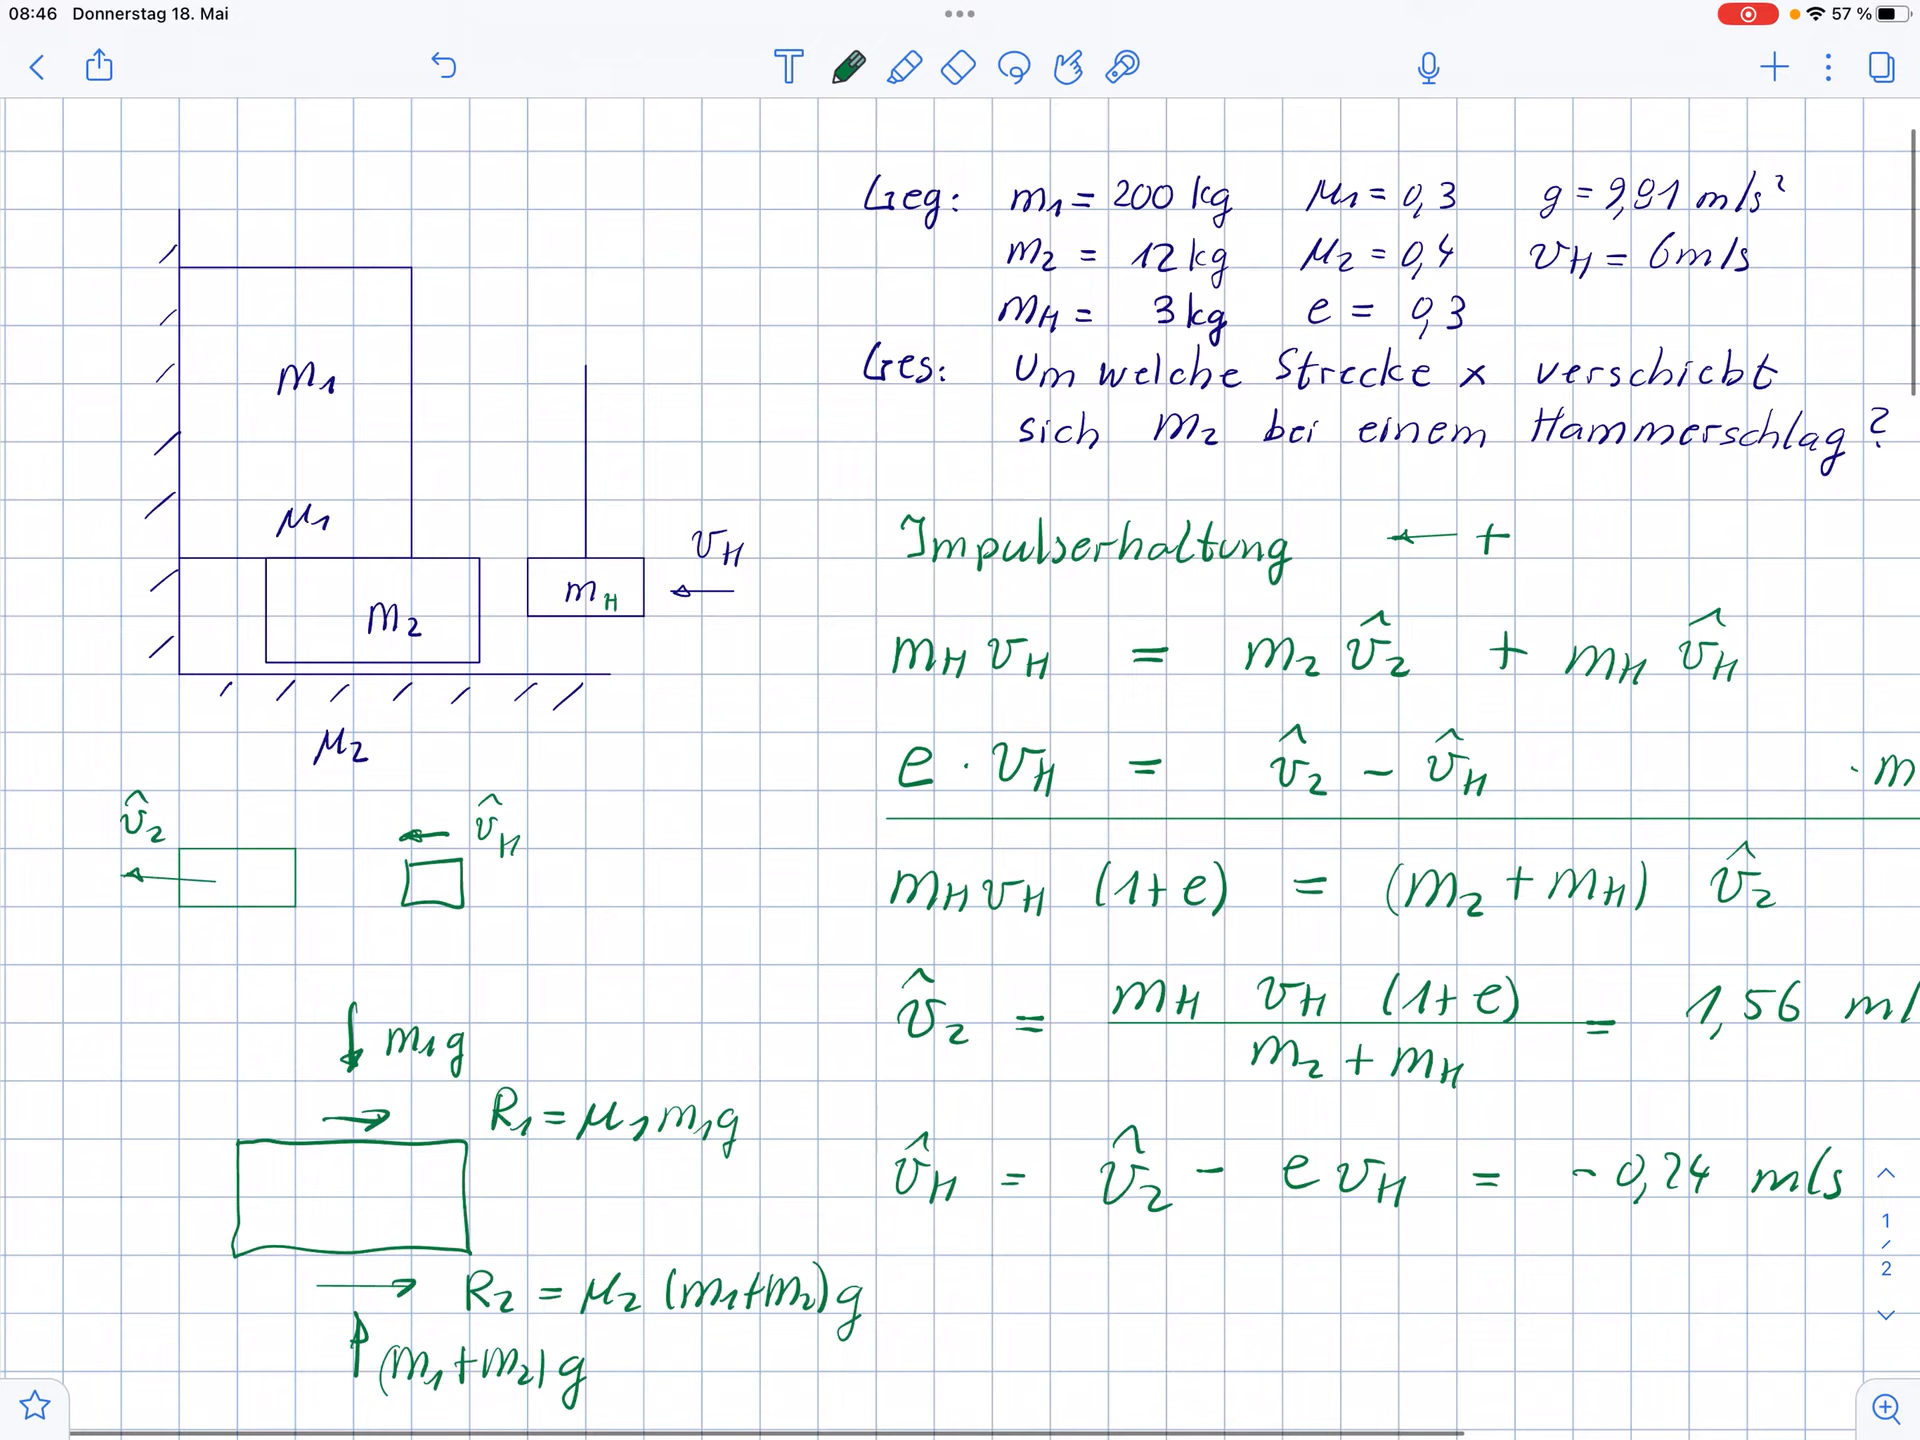 08:46 Donnerstag 18. Mai
57 %
Geg: m₁ = 200 kg μ₁ = 0,3 g = 9,81 m/s²
m₂ = 12 kg μ₂ = 0,4 v_H = 6 m/s
m_H = 3 kg e = 0,3
Ges: Um welche Strecke x verschiebt
sich m₂ bei einem Hammerschlag?
m₁
μ₁
m₂
m_H
v_H
μ₂
Impulserhaltung ← +
m_H v_H = m₂ v̂₂ + m_H v̂_H
e · v_H = v̂₂ - v̂_H · m
m_H v_H (1+e) = (m₂ + m_H) v̂₂
v̂₂ = m_H v_H (1+e) / m₂ + m_H = 1,56 m/
v̂_H = v̂₂ - e v_H = -0,24 m/s
v̂₂
v̂_H
m₁g
R₁ = μ₁m₁g
R₂ = μ₂ (m₁+m₂)g
(m₁+m₂)g
1
/
2